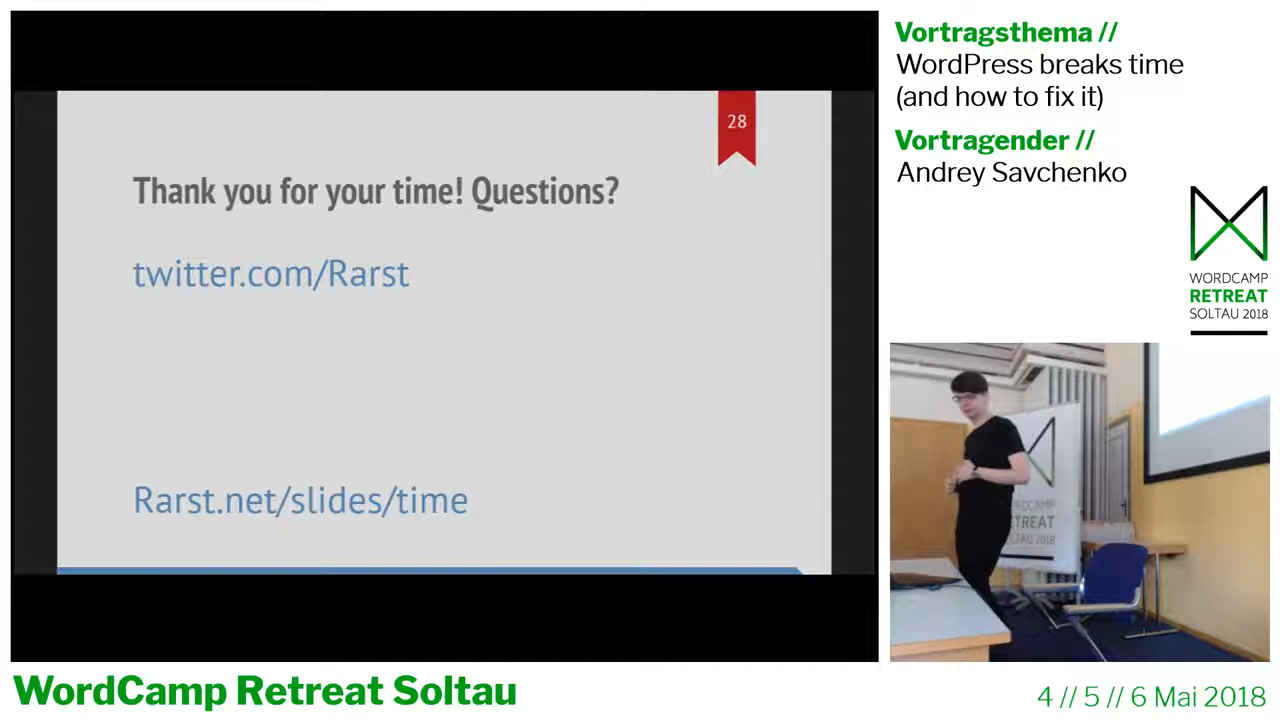 28
Thank you for your time! Questions?
twitter.com/Rarst
Rarst.net/slides/time
Vortragsthema //
WordPress breaks time
(and how to fix it)
Vortragender //
Andrey Savchenko
WORDCAMP
RETREAT
SOLTAU 2018
WordCamp Retreat Soltau
4 // 5 // 6 Mai 2018